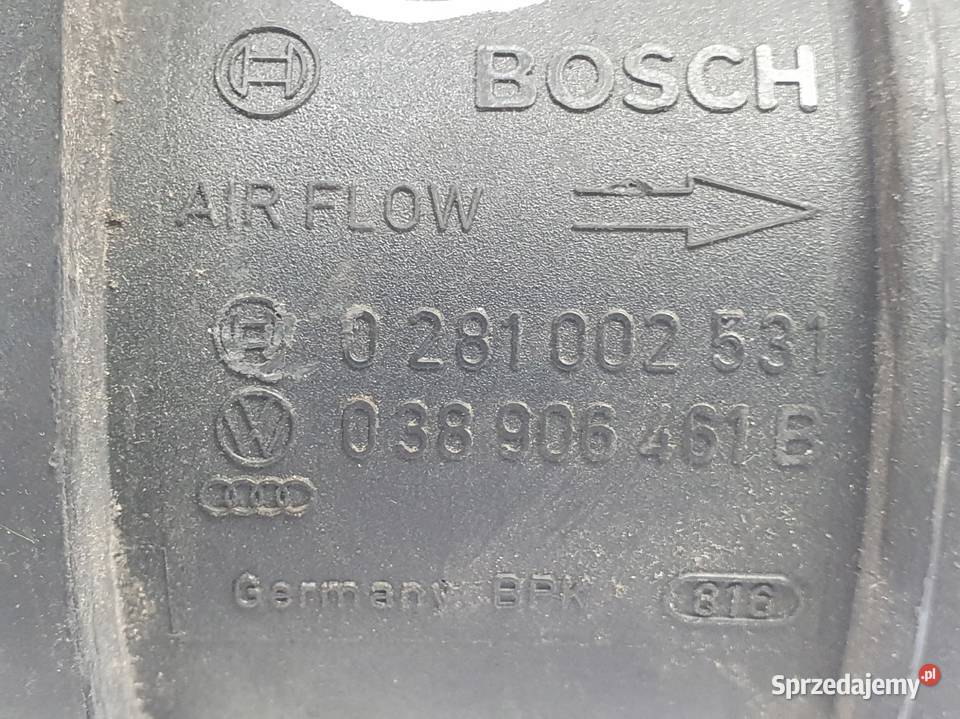 BOSCH
AIR FLOW
0 281 002 531
038 906 461 B
Germany BPK 816
Sprzedajemy.pl